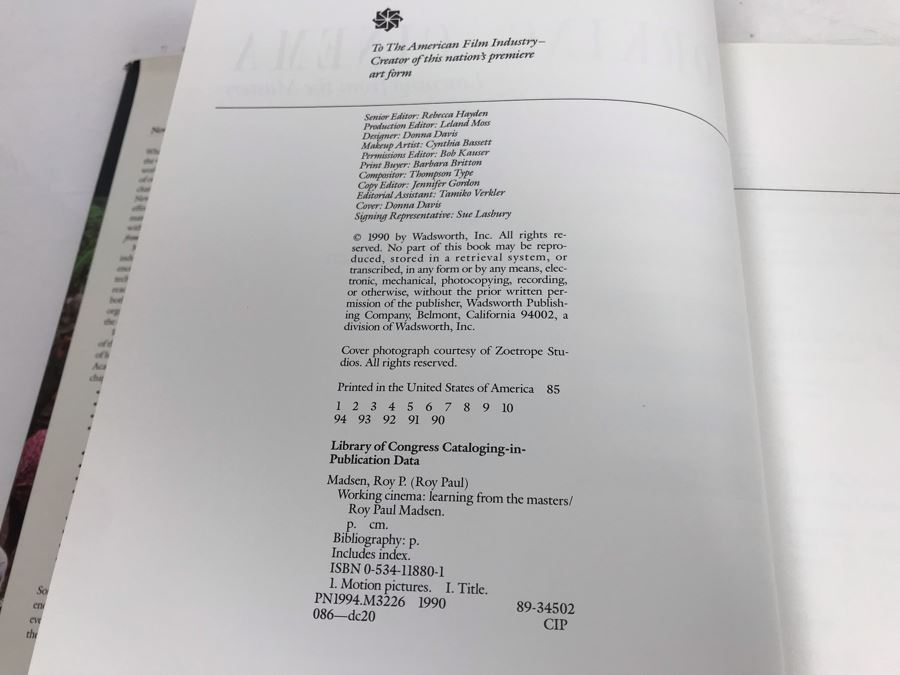 To The American Film Industry–
Creator of this nation's premiere
art form
Senior Editor: Rebecca Hayden
Production Editor: Leland Moss
Designer: Donna Davis
Makeup Artist: Cynthia Bassett
Permissions Editor: Bob Kauser
Print Buyer: Barbara Britton
Compositor: Thompson Type
Copy Editor: Jennifer Gordon
Editorial Assistant: Tamiko Verkler
Cover: Donna Davis
Signing Representative: Sue Lasbury
© 1990 by Wadsworth, Inc. All rights re-
served. No part of this book may be repro-
duced, stored in a retrieval system, or
transcribed, in any form or by any means, elec-
tronic, mechanical, photocopying, recording,
or otherwise, without the prior written per-
mission of the publisher, Wadsworth Publish-
ing Company, Belmont, California 94002, a
division of Wadsworth, Inc.
Cover photograph courtesy of Zoetrope Stu-
dios. All rights reserved.
Printed in the United States of America 85
1 2 3 4 5 6 7 8 9 10
94 93 92 91 90
Library of Congress Cataloging-in-
Publication Data
Madsen, Roy P. (Roy Paul)
Working cinema: learning from the masters/
Roy Paul Madsen.
p. cm.
Bibliography: p.
Includes index.
ISBN 0-534-11880-1
1. Motion pictures. I. Title.
PN1994.M3226 1990 89-34502
086—dc20 CIP